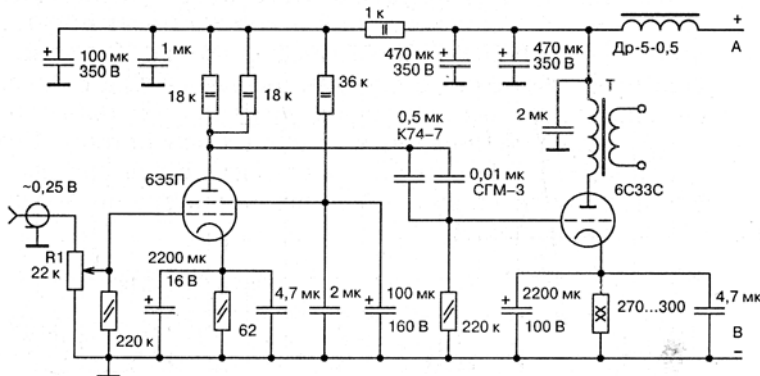 1 к
+
Др-5-0,5
А
+
100 мк
350 В
1 мк
18 к
18 к
36 к
+
470 мк
350 В
+
470 мк
350 В
Т
2 мк
0,5 мк
К74–7
0,01 мк
СГМ–3
6С33С
6Э5П
~0,25 В
R1
22 к
220 к
+
2200 мк
16 В
62
4,7 мк
2 мк
+
100 мк
160 В
220 к
+
2200 мк
100 В
270...300
4,7 мк
В
–